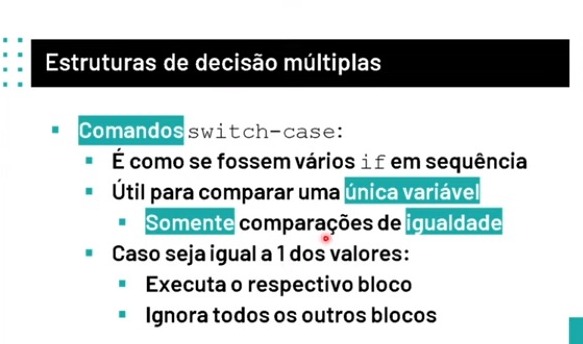 Estruturas de decisão múltiplas
Comandos switch-case:
É como se fossem vários if em sequência
Útil para comparar uma única variável
Somente comparações de igualdade
Caso seja igual a 1 dos valores:
Executa o respectivo bloco
Ignora todos os outros blocos